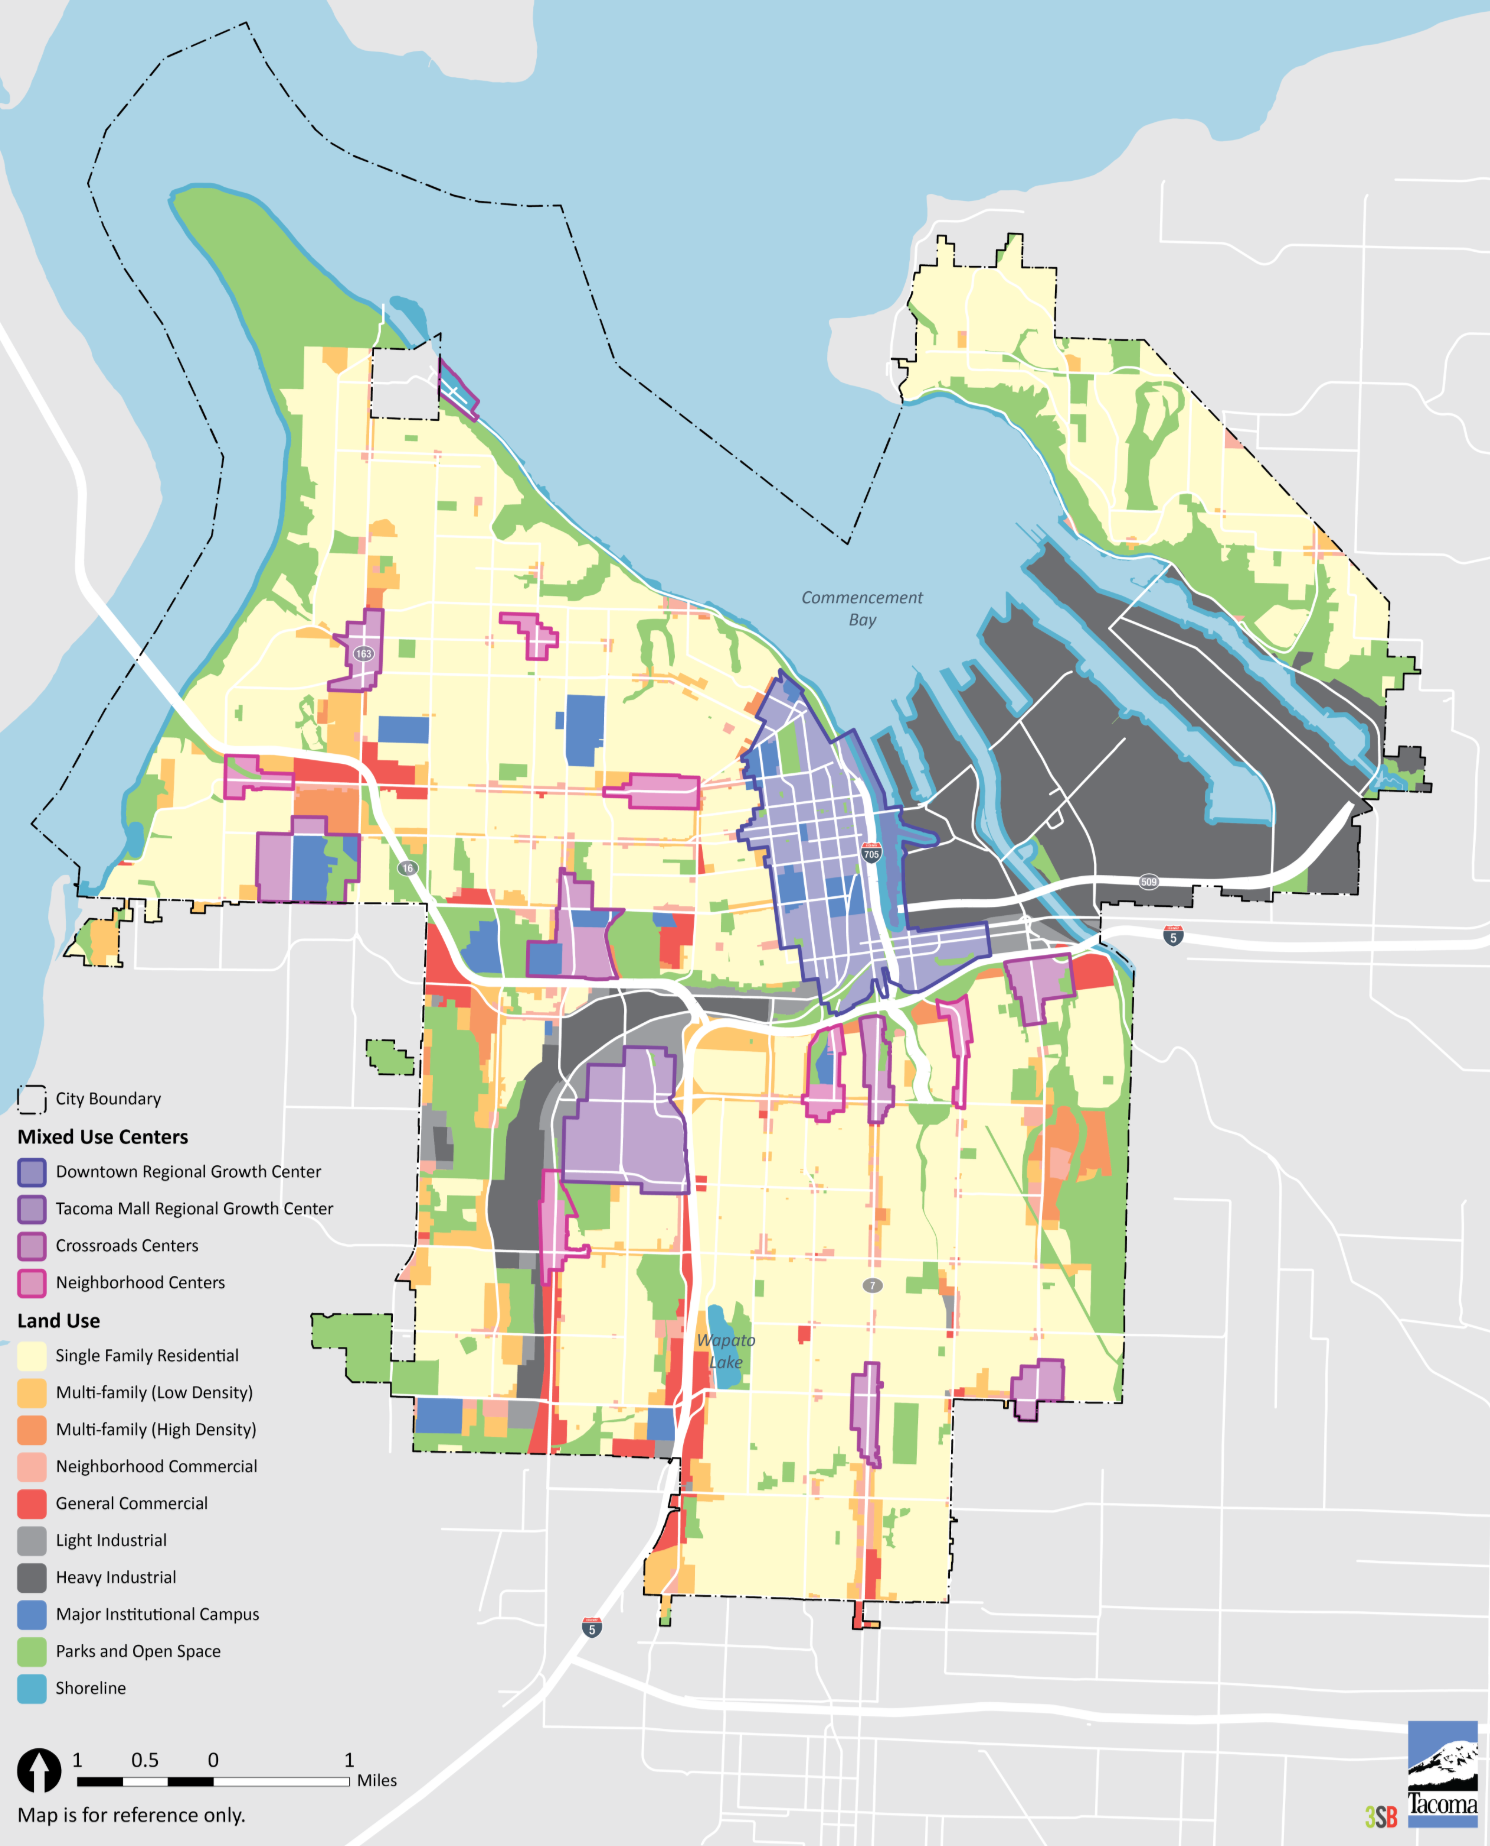 Commencement
Bay
163
16
705
509
5
Wapato
Lake
7
5
City Boundary
Mixed Use Centers
Downtown Regional Growth Center
Tacoma Mall Regional Growth Center
Crossroads Centers
Neighborhood Centers
Land Use
Single Family Residential
Multi-family (Low Density)
Multi-family (High Density)
Neighborhood Commercial
General Commercial
Light Industrial
Heavy Industrial
Major Institutional Campus
Parks and Open Space
Shoreline
1 0.5 0 1
Miles
Map is for reference only.
3SB
Tacoma